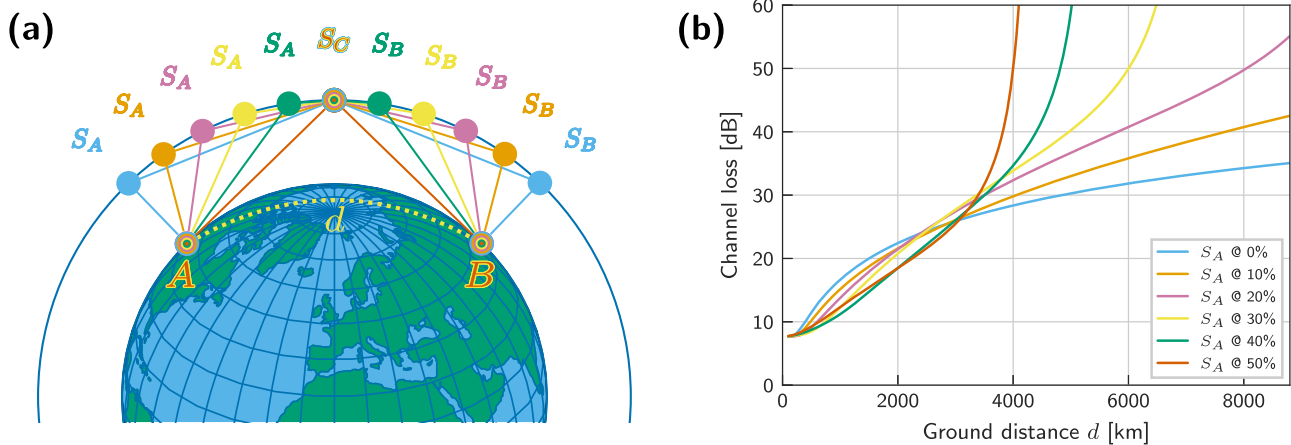 (a)
S_A S_A S_A S_A S_C S_B S_B S_B S_B
d
A B
(b)
Channel loss [dB]
60
50
40
30
20
10
0
0 2000 4000 6000 8000
Ground distance d [km]
S_A @ 0%
S_A @ 10%
S_A @ 20%
S_A @ 30%
S_A @ 40%
S_A @ 50%